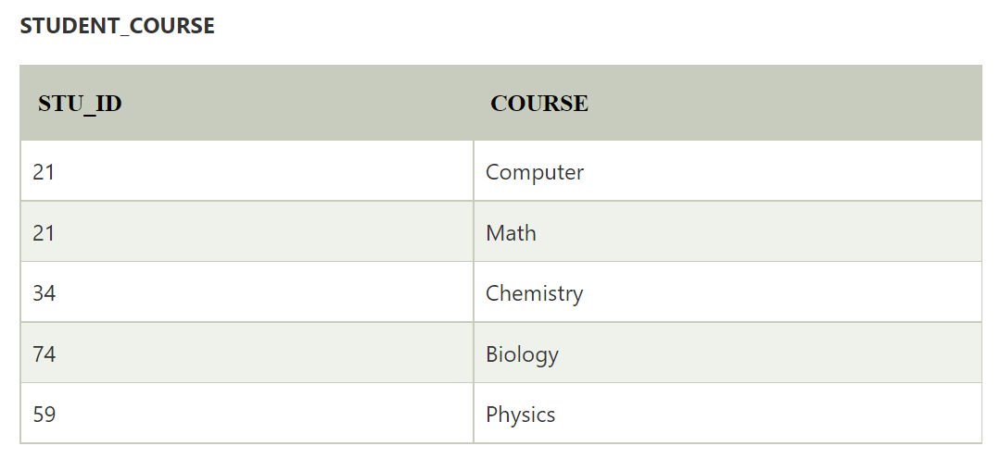 STUDENT_COURSE
STU_ID COURSE
21 Computer
21 Math
34 Chemistry
74 Biology
59 Physics